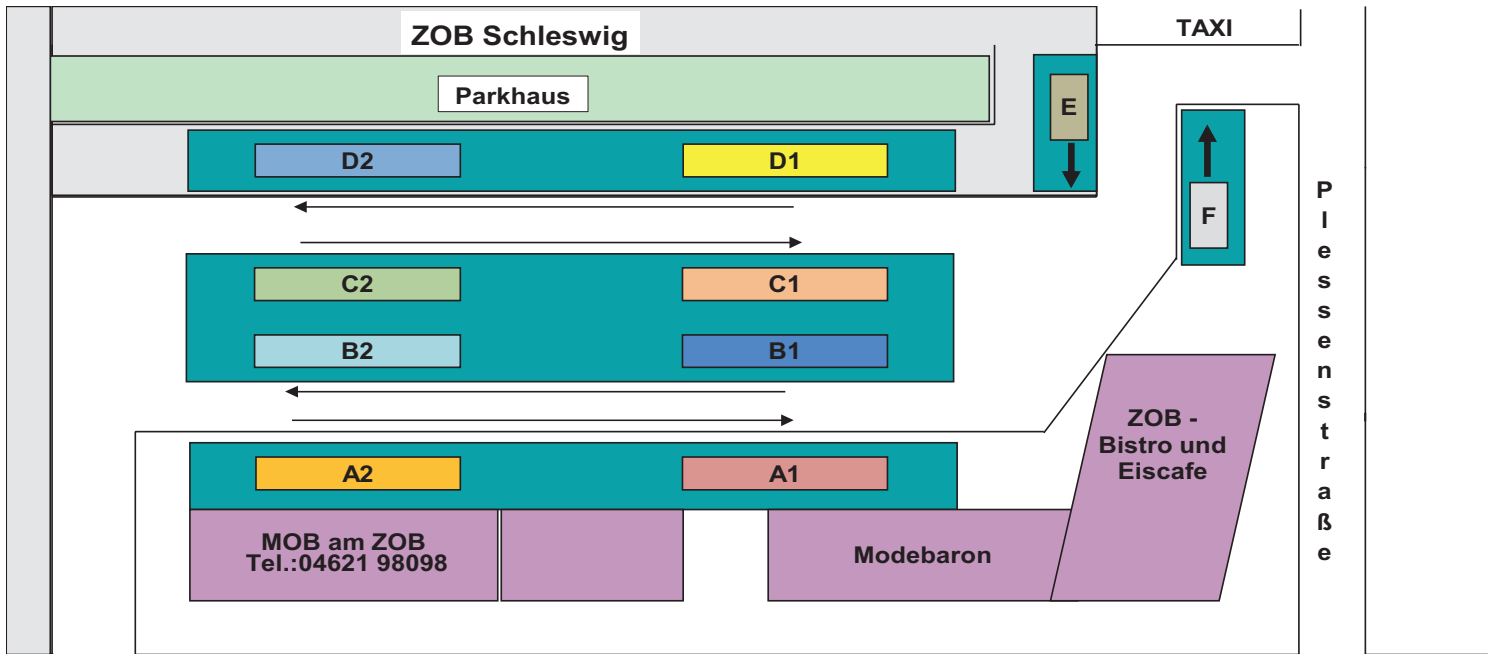 ZOB Schleswig
TAXI
Parkhaus
E
D2
D1
F
C2
C1
B2
B1
A2
A1
ZOB -
Bistro und
Eiscafe
MOB am ZOB
Tel.:04621 98098
Modebaron
Plessenstraße